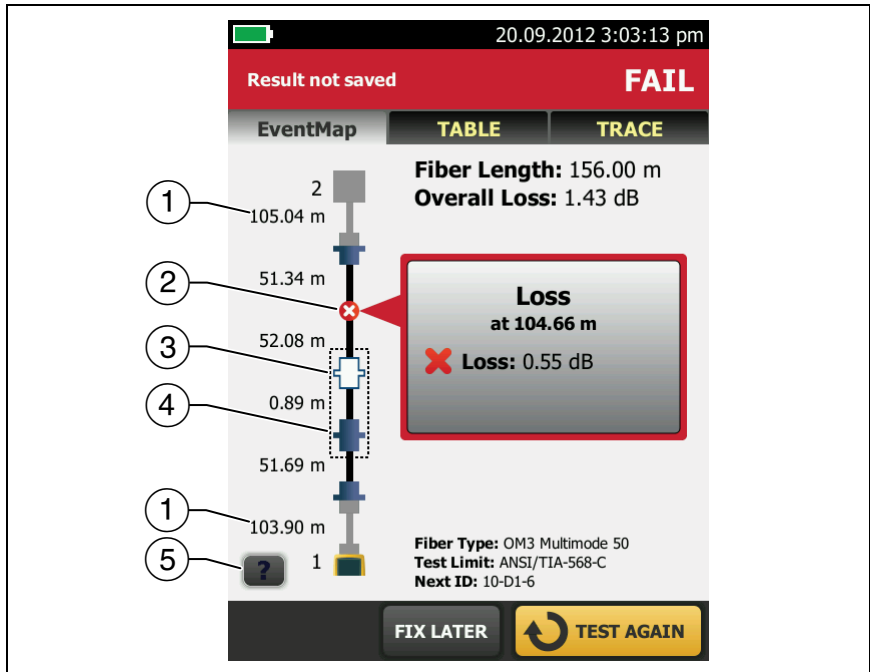 20.09.2012 3:03:13 pm
Result not saved
FAIL
EventMap
TABLE
TRACE
Fiber Length: 156.00 m
Overall Loss: 1.43 dB
2
1
105.04 m
2
51.34 m
Loss
at 104.66 m
Loss: 0.55 dB
3
52.08 m
4
0.89 m
51.69 m
1
103.90 m
5
?
1
Fiber Type: OM3 Multimode 50
Test Limit: ANSI/TIA-568-C
Next ID: 10-D1-6
FIX LATER
TEST AGAIN